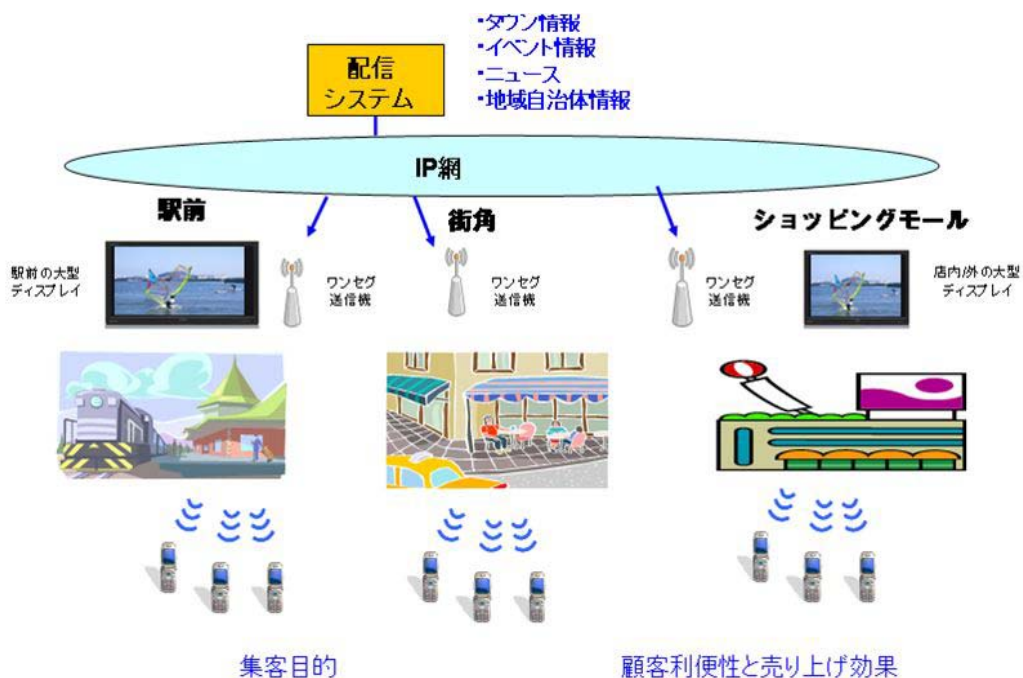 ・タウン情報
・イベント情報
・ニュース
・地域自治体情報
配信
システム
IP網
駅前
街角
ショッピングモール
駅前の大型
ディスプレイ
ワンセグ
送信機
ワンセグ
送信機
ワンセグ
送信機
店内/外の大型
ディスプレイ
集客目的
顧客利便性と売り上げ効果